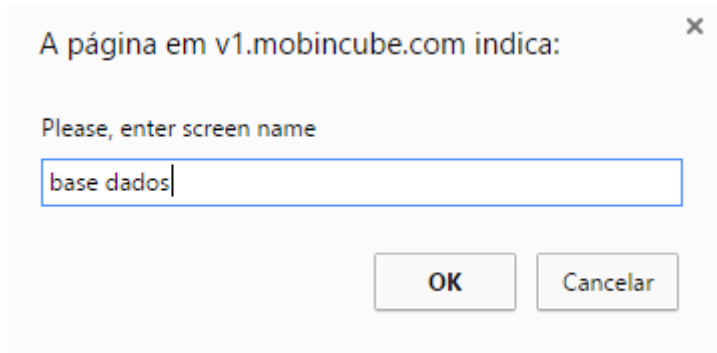 A página em v1.mobincube.com indica:
Please, enter screen name
base dados
OK Cancelar